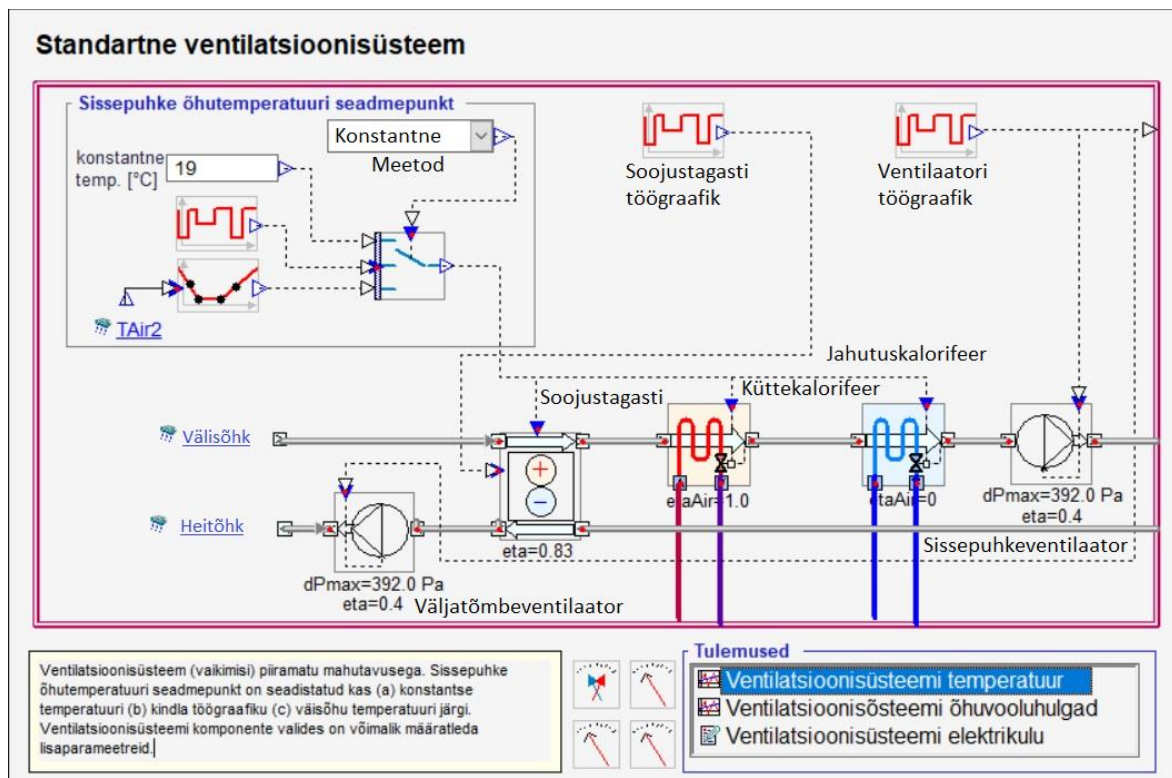 Standartne ventilatsioonisüsteem
Sissepuhke õhutemperatuuri seadmepunkt
Konstantne
Meetod
konstantne
temp. [°C]
19
TAir2
Soojustagasti
töögraafik
Ventilaatori
töögraafik
Jahutuskalorifeer
Küttekalorifeer
Soojustagasti
Välisõhk
Heitõhk
etaAir=1.0
etaAir=0
dPmax=392.0 Pa
eta=0.4
Sissepuhkeventilaator
eta=0.83
dPmax=392.0 Pa
eta=0.4
Väljatõmbeventilaator
Ventilatsioonisüsteem (vaikimisi) piiramatu mahutavusega. Sissepuhke
õhutemperatuuri seadmepunkt on seadistatud kas (a) konstantse
temperatuuri (b) kindla töögraafiku (c) väisõhu temperatuuri järgi.
Ventilatsioonisüsteemi komponente valides on võimalik määratleda
lisaparameetreid.
Tulemused
Ventilatsioonisüsteemi temperatuur
Ventilatsioonisõsteemi õhuvooluhulgad
Ventilatsioonisüsteemi elektrikulu